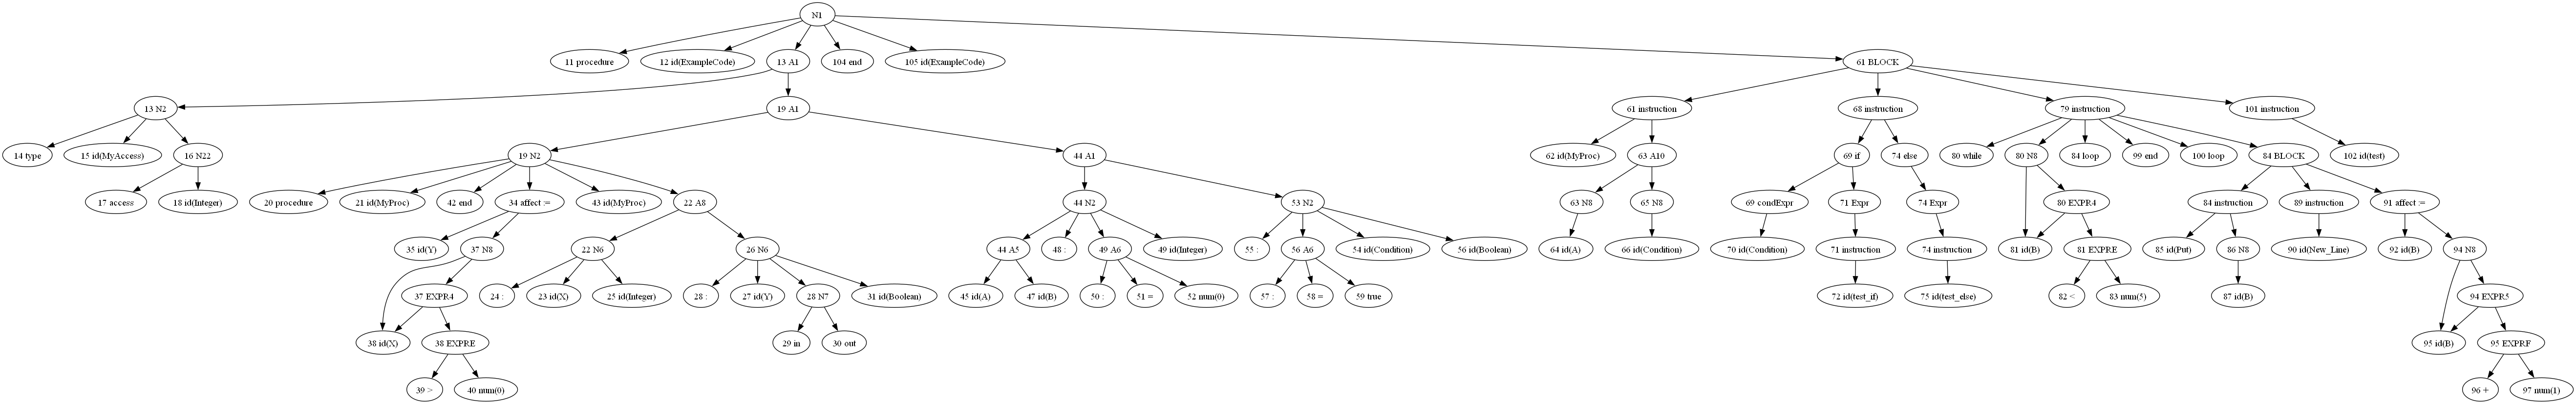 N1
11 procedure
12 id(ExampleCode)
13 A1
104 end
105 id(ExampleCode)
61 BLOCK
13 N2
19 A1
61 instruction
68 instruction
79 instruction
101 instruction
14 type
15 id(MyAccess)
16 N22
19 N2
44 A1
62 id(MyProc)
63 A10
69 if
74 else
80 while
80 N8
84 loop
99 end
100 loop
84 BLOCK
102 id(test)
17 access
18 id(Integer)
20 procedure
21 id(MyProc)
42 end
34 affect :=
43 id(MyProc)
22 A8
44 N2
53 N2
63 N8
65 N8
69 condExpr
71 Expr
74 Expr
80 EXPR4
84 instruction
89 instruction
91 affect :=
35 id(Y)
37 N8
22 N6
26 N6
44 A5
48 :
49 A6
49 id(Integer)
55 :
56 A6
54 id(Condition)
56 id(Boolean)
64 id(A)
66 id(Condition)
70 id(Condition)
71 instruction
74 instruction
81 id(B)
81 EXPRE
85 id(Put)
86 N8
90 id(New_Line)
92 id(B)
94 N8
37 EXPR4
24 :
23 id(X)
25 id(Integer)
28 :
27 id(Y)
28 N7
31 id(Boolean)
45 id(A)
47 id(B)
50 :
51 =
52 num(0)
57 :
58 =
59 true
72 id(test_if)
75 id(test_else)
82 <
83 num(5)
87 id(B)
94 EXPR5
38 id(X)
38 EXPRE
29 in
30 out
95 id(B)
95 EXPRF
39 >
40 num(0)
96 +
97 num(1)